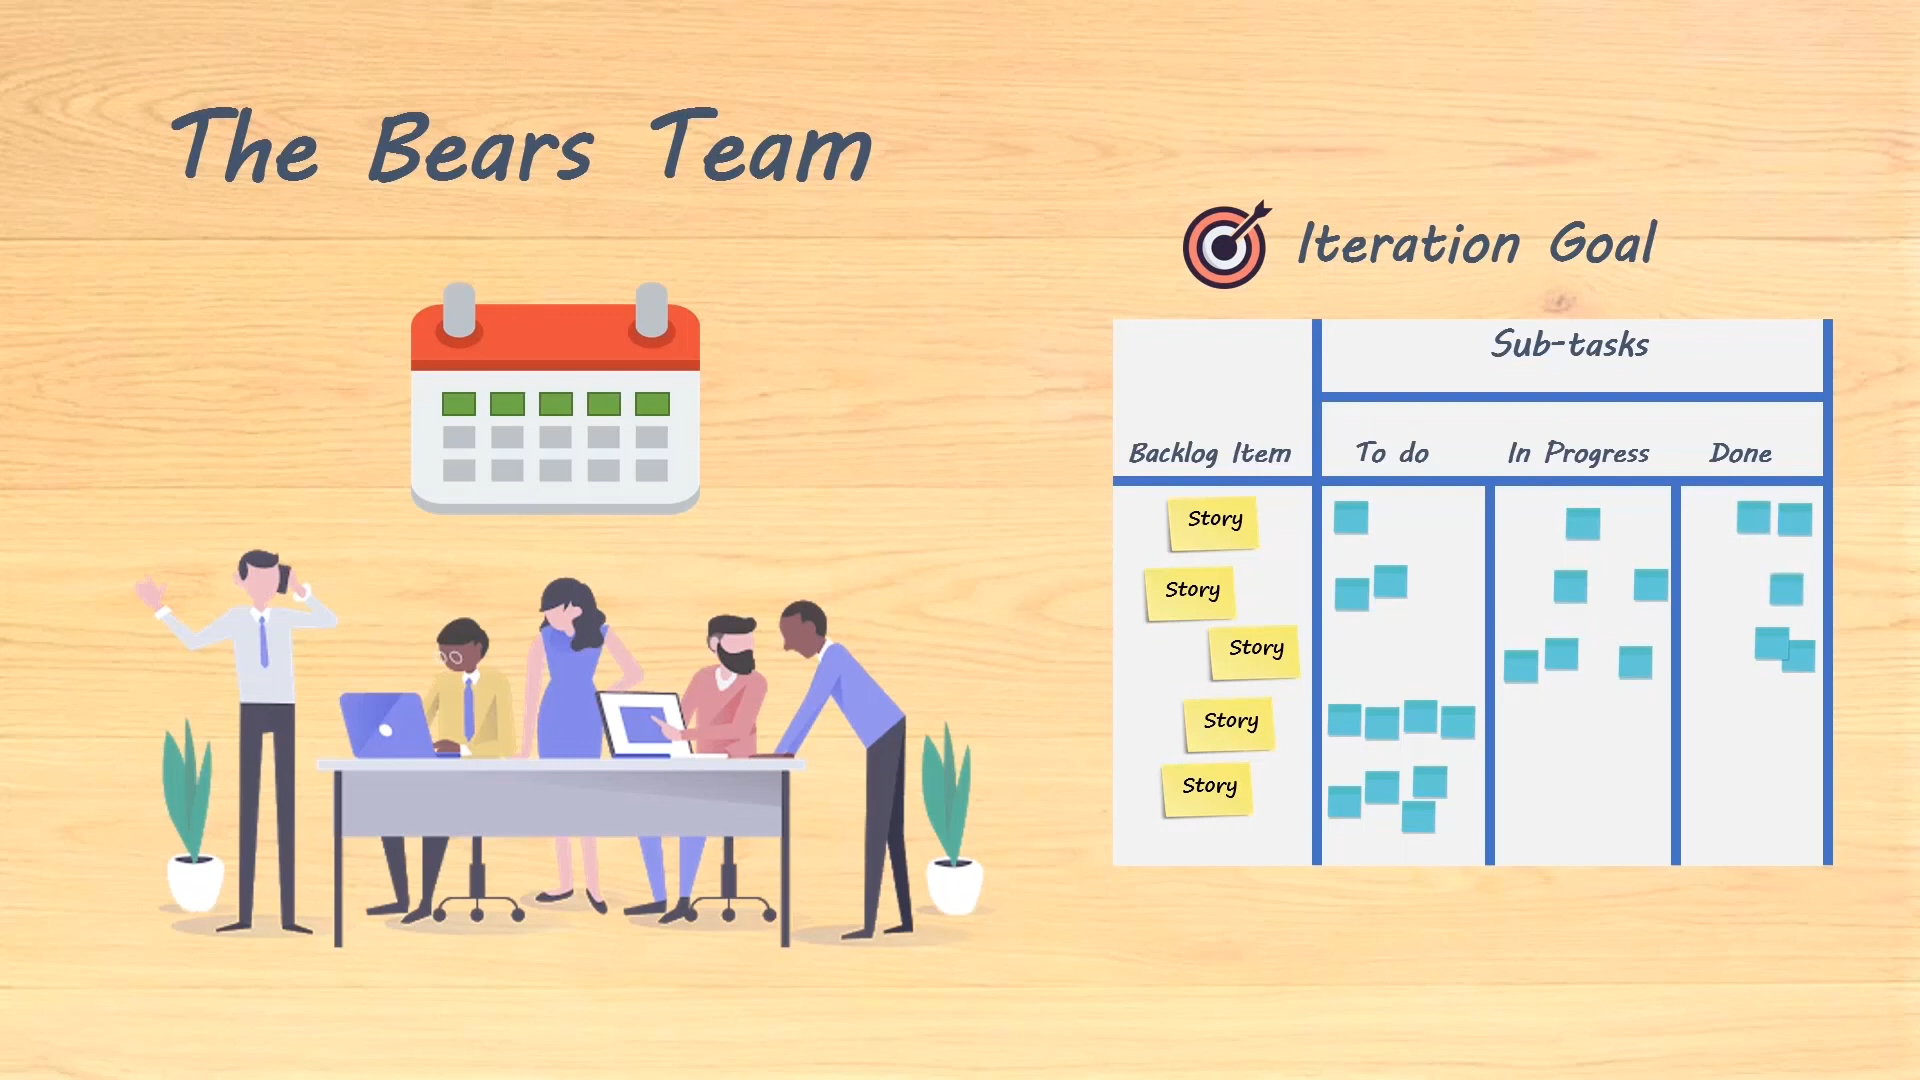 The Bears Team
Iteration Goal
Sub-tasks
Backlog Item To do In Progress Done
Story
Story
Story
Story
Story